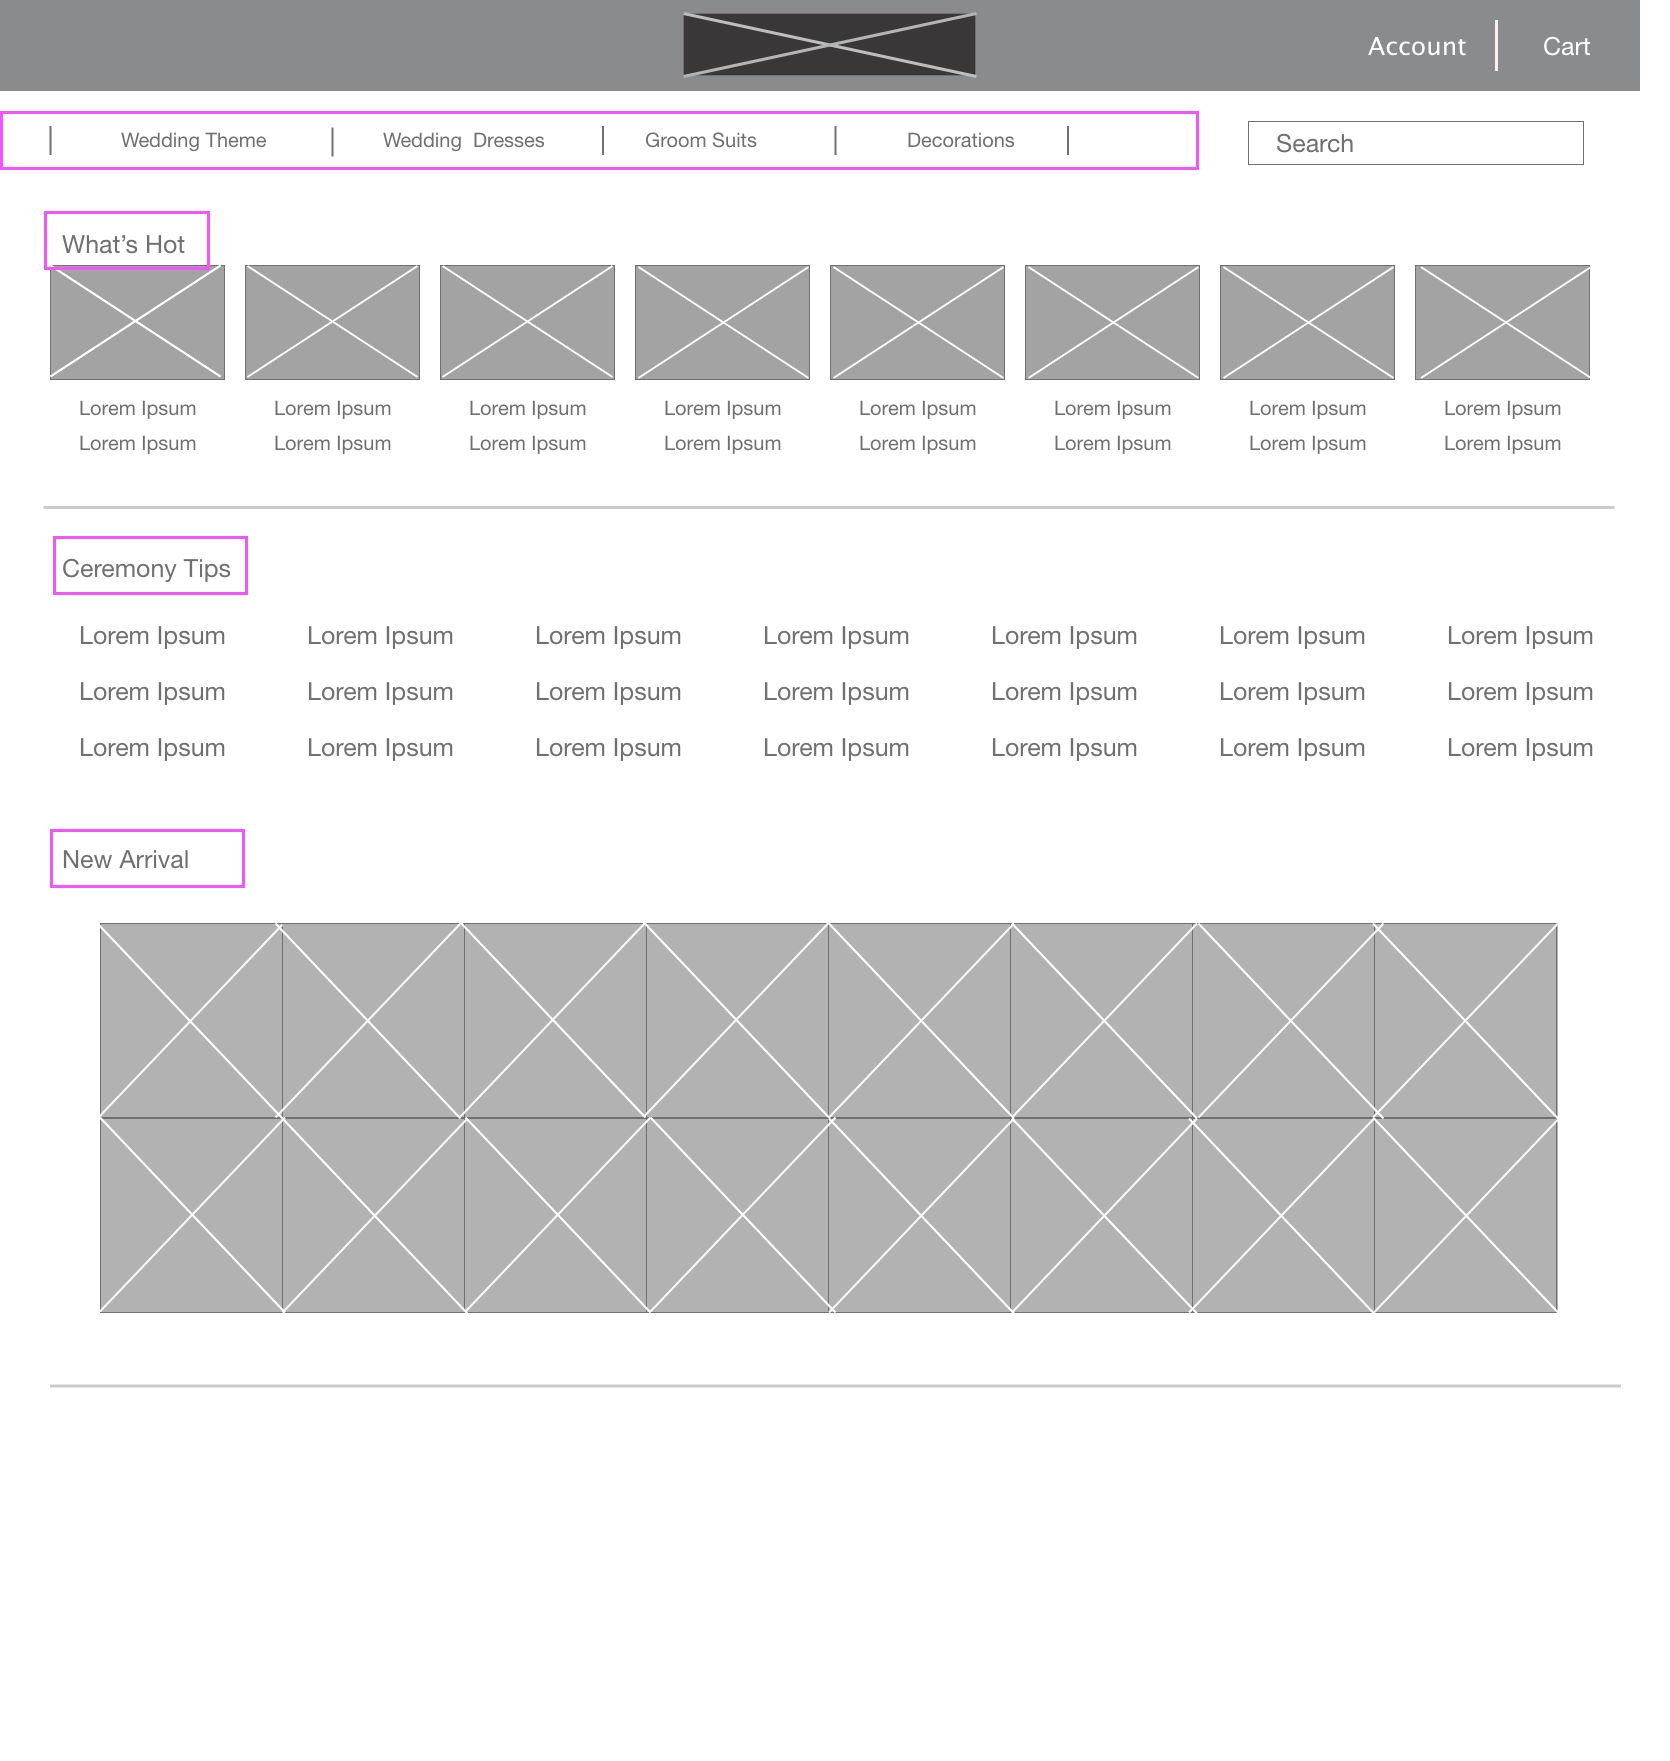 Account Cart
Wedding Theme Wedding  Dresses Groom Suits Decorations Search
What’s Hot
Lorem Ipsum Lorem Ipsum Lorem Ipsum Lorem Ipsum Lorem Ipsum Lorem Ipsum Lorem Ipsum Lorem Ipsum
Lorem Ipsum Lorem Ipsum Lorem Ipsum Lorem Ipsum Lorem Ipsum Lorem Ipsum Lorem Ipsum Lorem Ipsum
Ceremony Tips
Lorem Ipsum Lorem Ipsum Lorem Ipsum Lorem Ipsum Lorem Ipsum Lorem Ipsum Lorem Ipsum
Lorem Ipsum Lorem Ipsum Lorem Ipsum Lorem Ipsum Lorem Ipsum Lorem Ipsum Lorem Ipsum
Lorem Ipsum Lorem Ipsum Lorem Ipsum Lorem Ipsum Lorem Ipsum Lorem Ipsum Lorem Ipsum
New Arrival